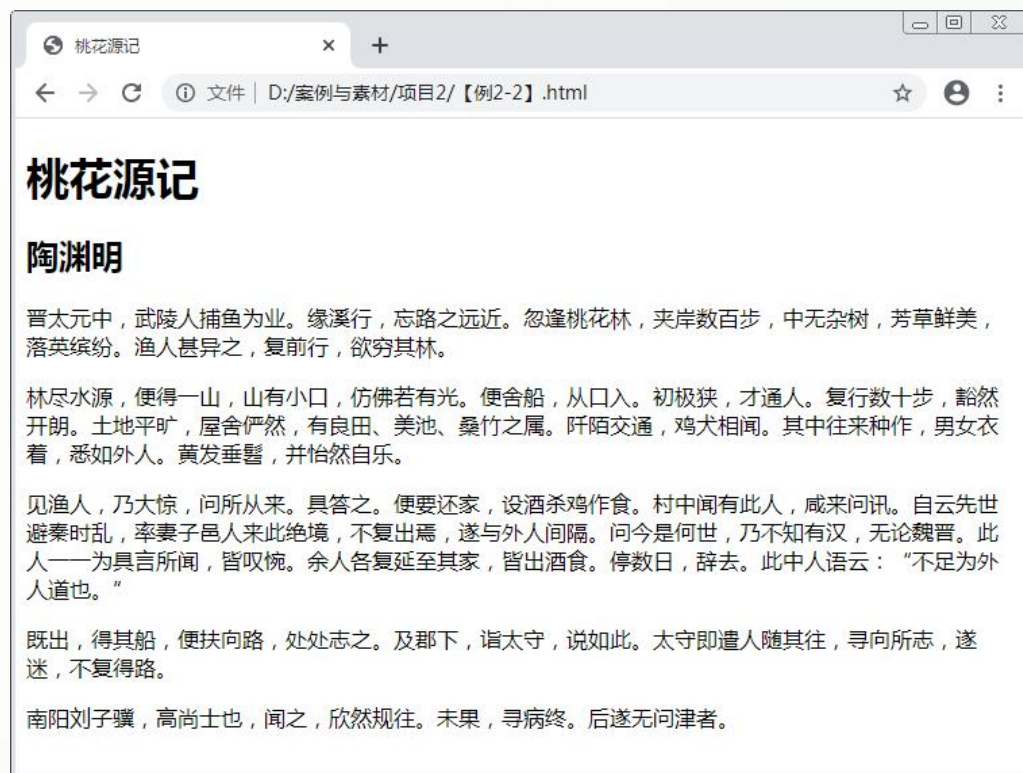 桃花源记
文件 D:/案例与素材/项目2/【例2-2】.html
桃花源记
陶渊明
晋太元中，武陵人捕鱼为业。缘溪行，忘路之远近。忽逢桃花林，夹岸数百步，中无杂树，芳草鲜美，
落英缤纷。渔人甚异之，复前行，欲穷其林。
林尽水源，便得一山，山有小口，仿佛若有光。便舍船，从口入。初极狭，才通人。复行数十步，豁然
开朗。土地平旷，屋舍俨然，有良田、美池、桑竹之属。阡陌交通，鸡犬相闻。其中往来种作，男女衣
着，悉如外人。黄发垂髫，并怡然自乐。
见渔人，乃大惊，问所从来。具答之。便要还家，设酒杀鸡作食。村中闻有此人，咸来问讯。自云先世
避秦时乱，率妻子邑人来此绝境，不复出焉，遂与外人间隔。问今是何世，乃不知有汉，无论魏晋。此
人一一为具言所闻，皆叹惋。余人各复延至其家，皆出酒食。停数日，辞去。此中人语云：“不足为外
人道也。”
既出，得其船，便扶向路，处处志之。及郡下，诣太守，说如此。太守即遣人随其往，寻向所志，遂
迷，不复得路。
南阳刘子骥，高尚士也，闻之，欣然规往。未果，寻病终。后遂无问津者。